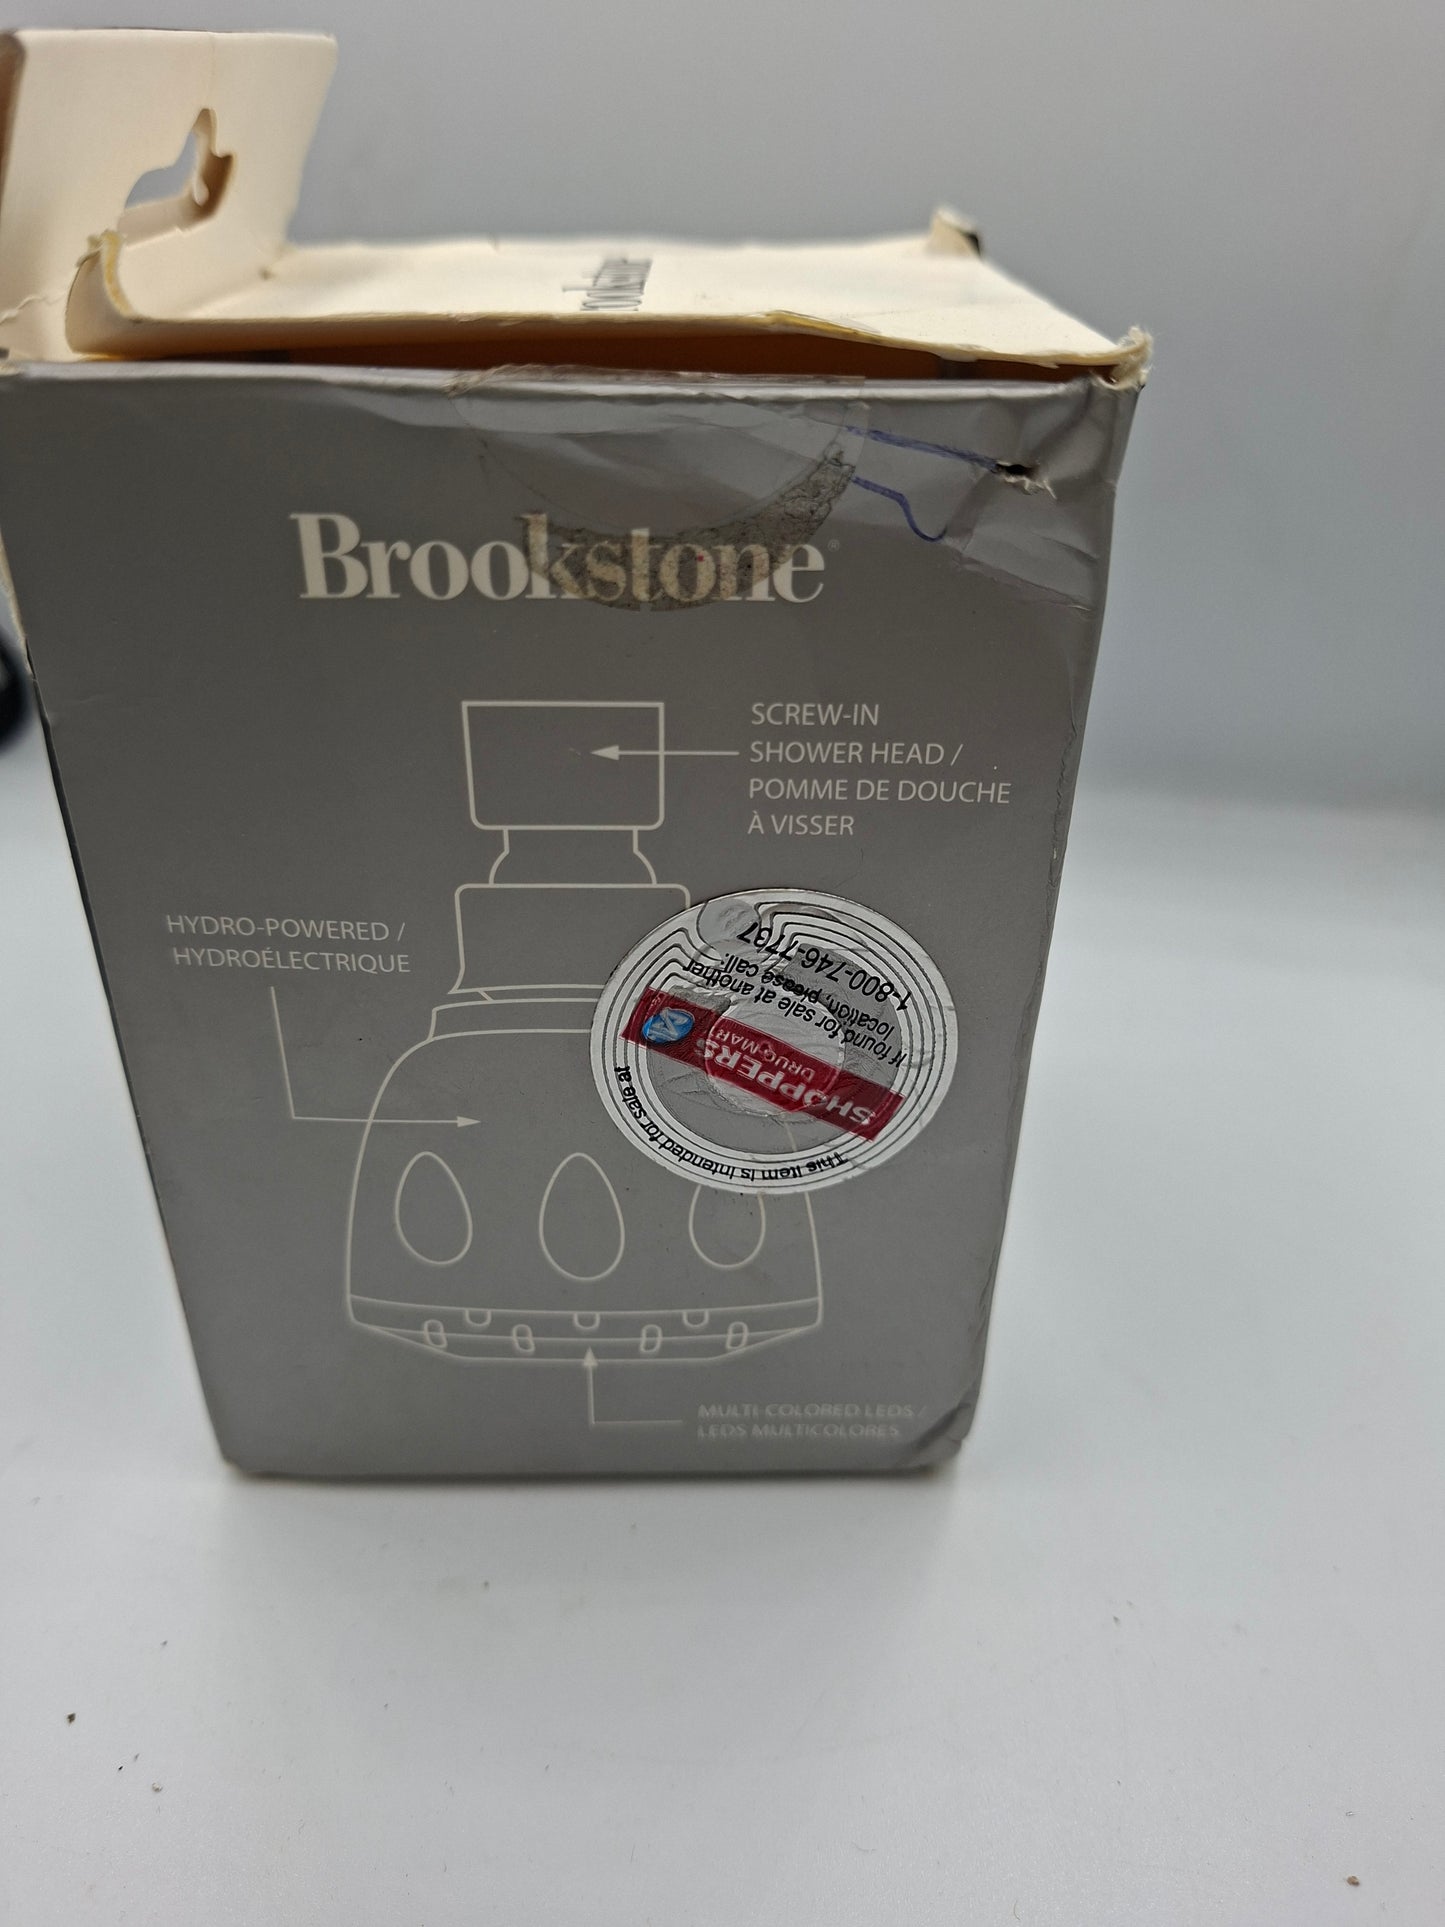 Brookstone
Brookstone®
SCREW-IN
SHOWER HEAD /
POMME DE DOUCHE
À VISSER
HYDRO-POWERED /
HYDROÉLECTRIQUE
This item is intended for sale at
SHOPPERS
DRUG MART
If found for sale at another
location, please call:
1-800-746-7737
MULTI-COLORED LEDS /
LEDS MULTICOLORES